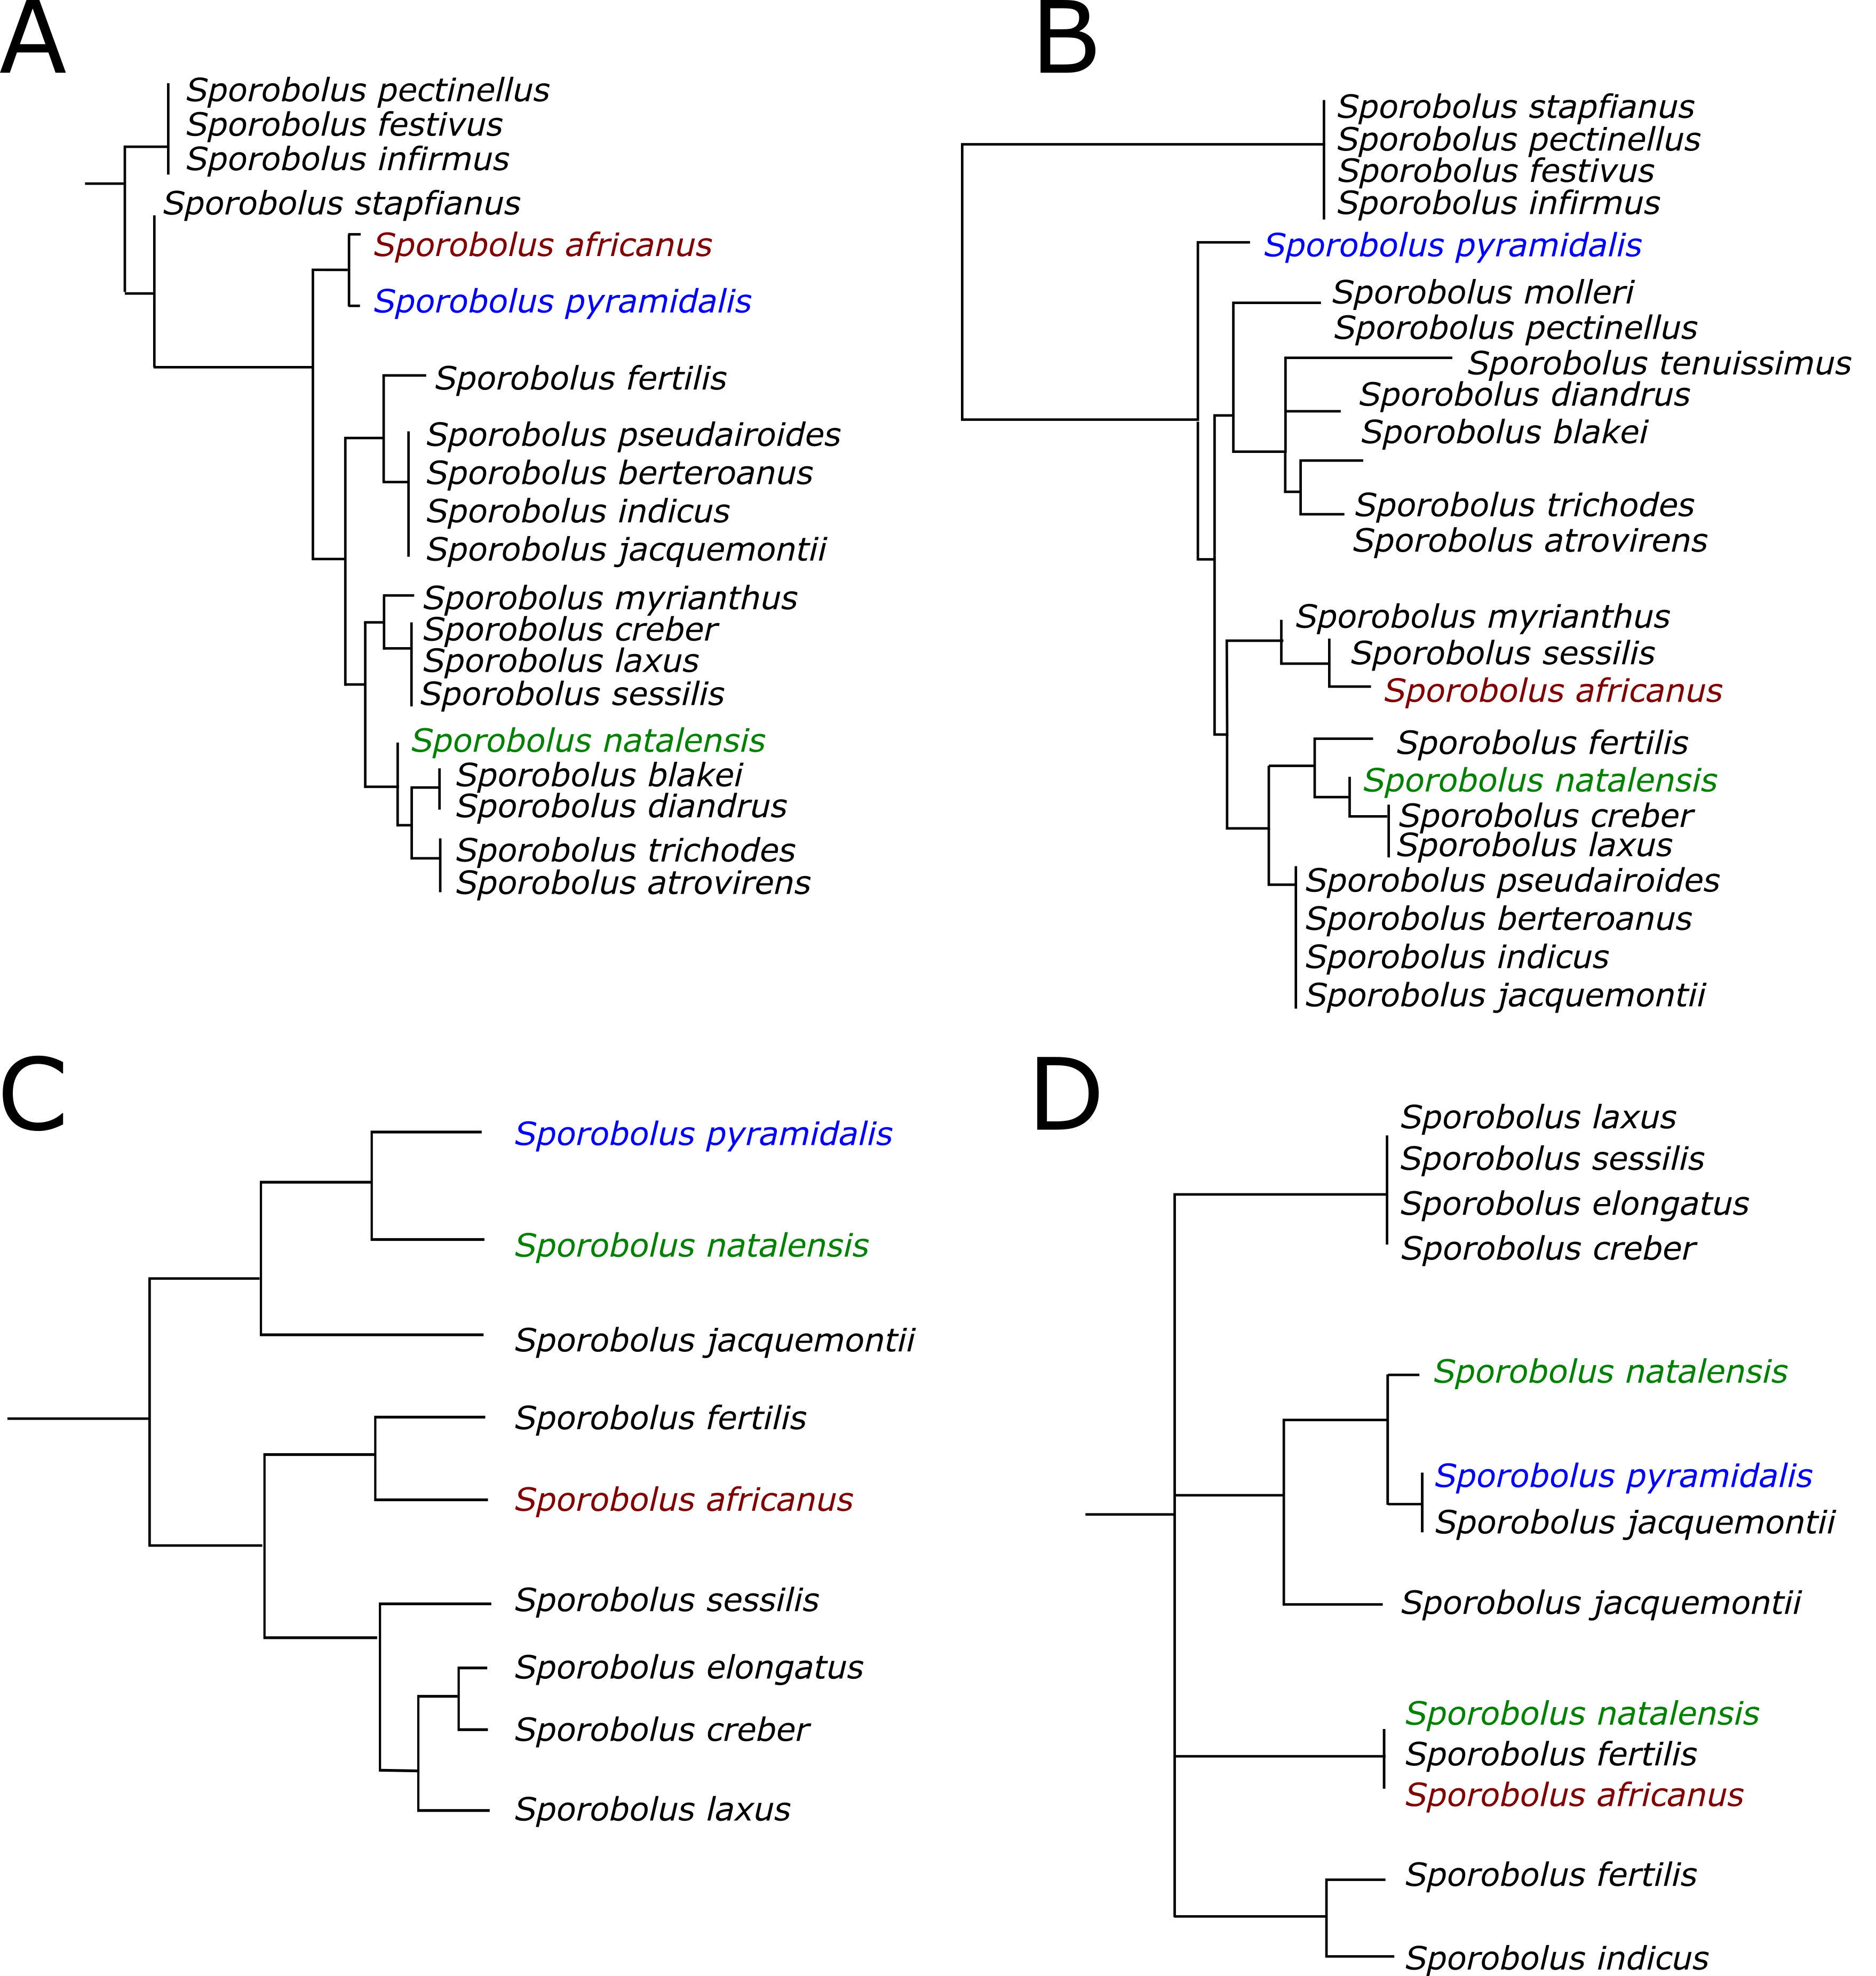 A
Sporobolus pectinellus
Sporobolus festivus
Sporobolus infirmus
Sporobolus stapfianus
Sporobolus africanus
Sporobolus pyramidalis
Sporobolus fertilis
Sporobolus pseudairoides
Sporobolus berteroanus
Sporobolus indicus
Sporobolus jacquemontii
Sporobolus myrianthus
Sporobolus creber
Sporobolus laxus
Sporobolus sessilis
Sporobolus natalensis
Sporobolus blakei
Sporobolus diandrus
Sporobolus trichodes
Sporobolus atrovirens
B
Sporobolus stapfianus
Sporobolus pectinellus
Sporobolus festivus
Sporobolus infirmus
Sporobolus pyramidalis
Sporobolus molleri
Sporobolus pectinellus
Sporobolus tenuissimus
Sporobolus diandrus
Sporobolus blakei
Sporobolus trichodes
Sporobolus atrovirens
Sporobolus myrianthus
Sporobolus sessilis
Sporobolus africanus
Sporobolus fertilis
Sporobolus natalensis
Sporobolus creber
Sporobolus laxus
Sporobolus pseudairoides
Sporobolus berteroanus
Sporobolus indicus
Sporobolus jacquemontii
C
Sporobolus pyramidalis
Sporobolus natalensis
Sporobolus jacquemontii
Sporobolus fertilis
Sporobolus africanus
Sporobolus sessilis
Sporobolus elongatus
Sporobolus creber
Sporobolus laxus
D
Sporobolus laxus
Sporobolus sessilis
Sporobolus elongatus
Sporobolus creber
Sporobolus natalensis
Sporobolus pyramidalis
Sporobolus jacquemontii
Sporobolus jacquemontii
Sporobolus natalensis
Sporobolus fertilis
Sporobolus africanus
Sporobolus fertilis
Sporobolus indicus